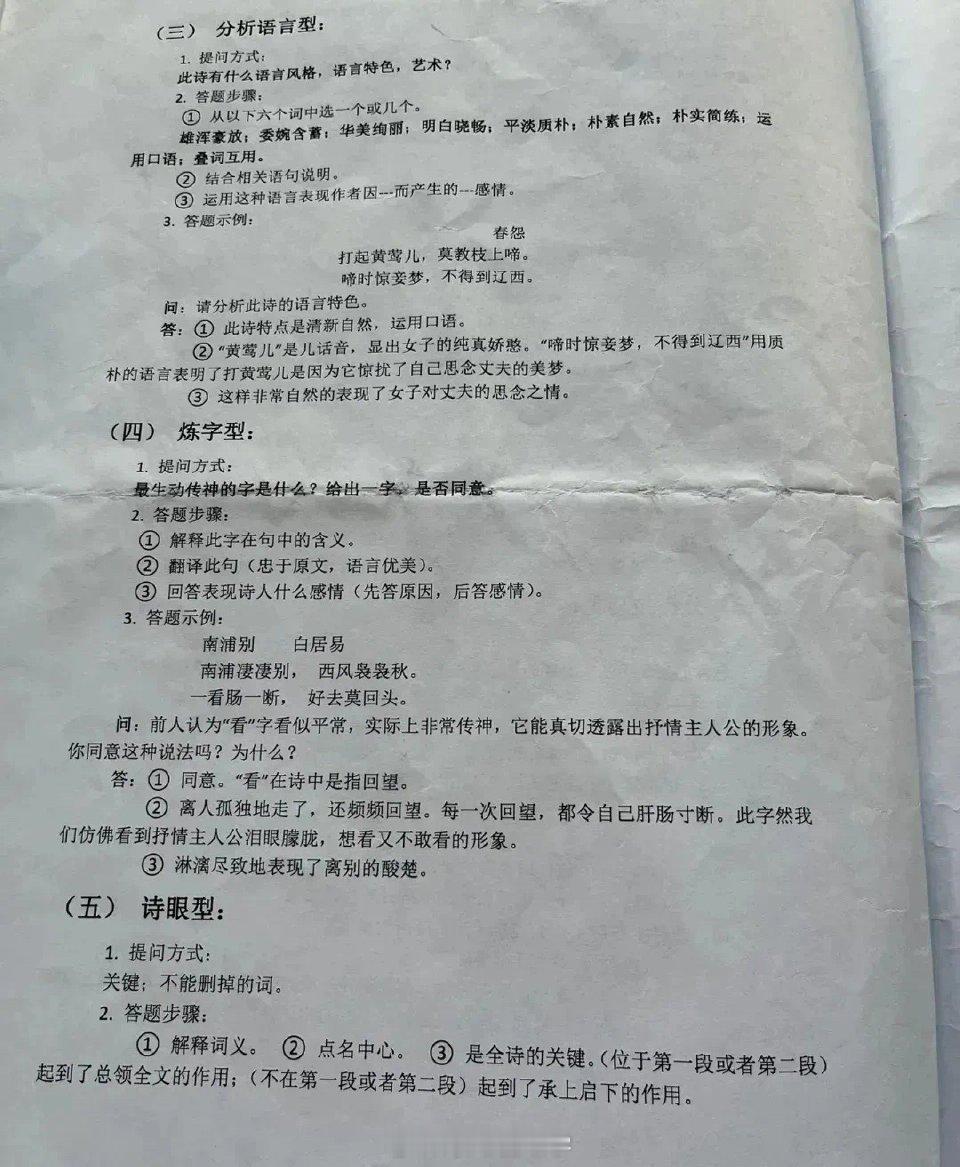 （三） 分析语言型：
1. 提问方式：
此诗有什么语言风格，语言特色，艺术？
2. 答题步骤：
① 从以下六个词中选一个或几个。
雄浑豪放；委婉含蓄；华美绚丽；明白晓畅；平淡质朴；朴素自然；朴实简练；运
用口语；叠词互用。
② 结合相关语句说明。
③ 运用这种语言表现作者因---而产生的---感情。
3. 答题示例：
春怨
打起黄莺儿，莫教枝上啼。
啼时惊妾梦，不得到辽西。
问：请分析此诗的语言特色。
答：① 此诗特点是清新自然，运用口语。
② “黄莺儿”是儿话音，显出女子的纯真娇憨。“啼时惊妾梦，不得到辽西”用质
朴的语言表明了打黄莺儿是因为它惊扰了自己思念丈夫的美梦。
③ 这样非常自然的表现了女子对丈夫的思念之情。
（四） 炼字型：
1. 提问方式：
最生动传神的字是什么？给出一字，是否同意。
2. 答题步骤：
① 解释此字在句中的含义。
② 翻译此句（忠于原文，语言优美）。
③ 回答表现诗人什么感情（先答原因，后答感情）。
3. 答题示例：
南浦别 白居易
南浦凄凄别， 西风袅袅秋。
一看肠一断， 好去莫回头。
问：前人认为“看”字看似平常，实际上非常传神，它能真切透露出抒情主人公的形象。
你同意这种说法吗？为什么？
答：① 同意。“看”在诗中是指回望。
② 离人孤独地走了，还频频回望。每一次回望，都令自己肝肠寸断。此字然我
们仿佛看到抒情主人公泪眼朦胧，想看又不敢看的形象。
③ 淋漓尽致地表现了离别的酸楚。
（五） 诗眼型：
1. 提问方式：
关键；不能删掉的词。
2. 答题步骤：
① 解释词义。 ② 点名中心。 ③ 是全诗的关键。（位于第一段或者第二段）
起到了总领全文的作用；（不在第一段或者第二段）起到了承上启下的作用。